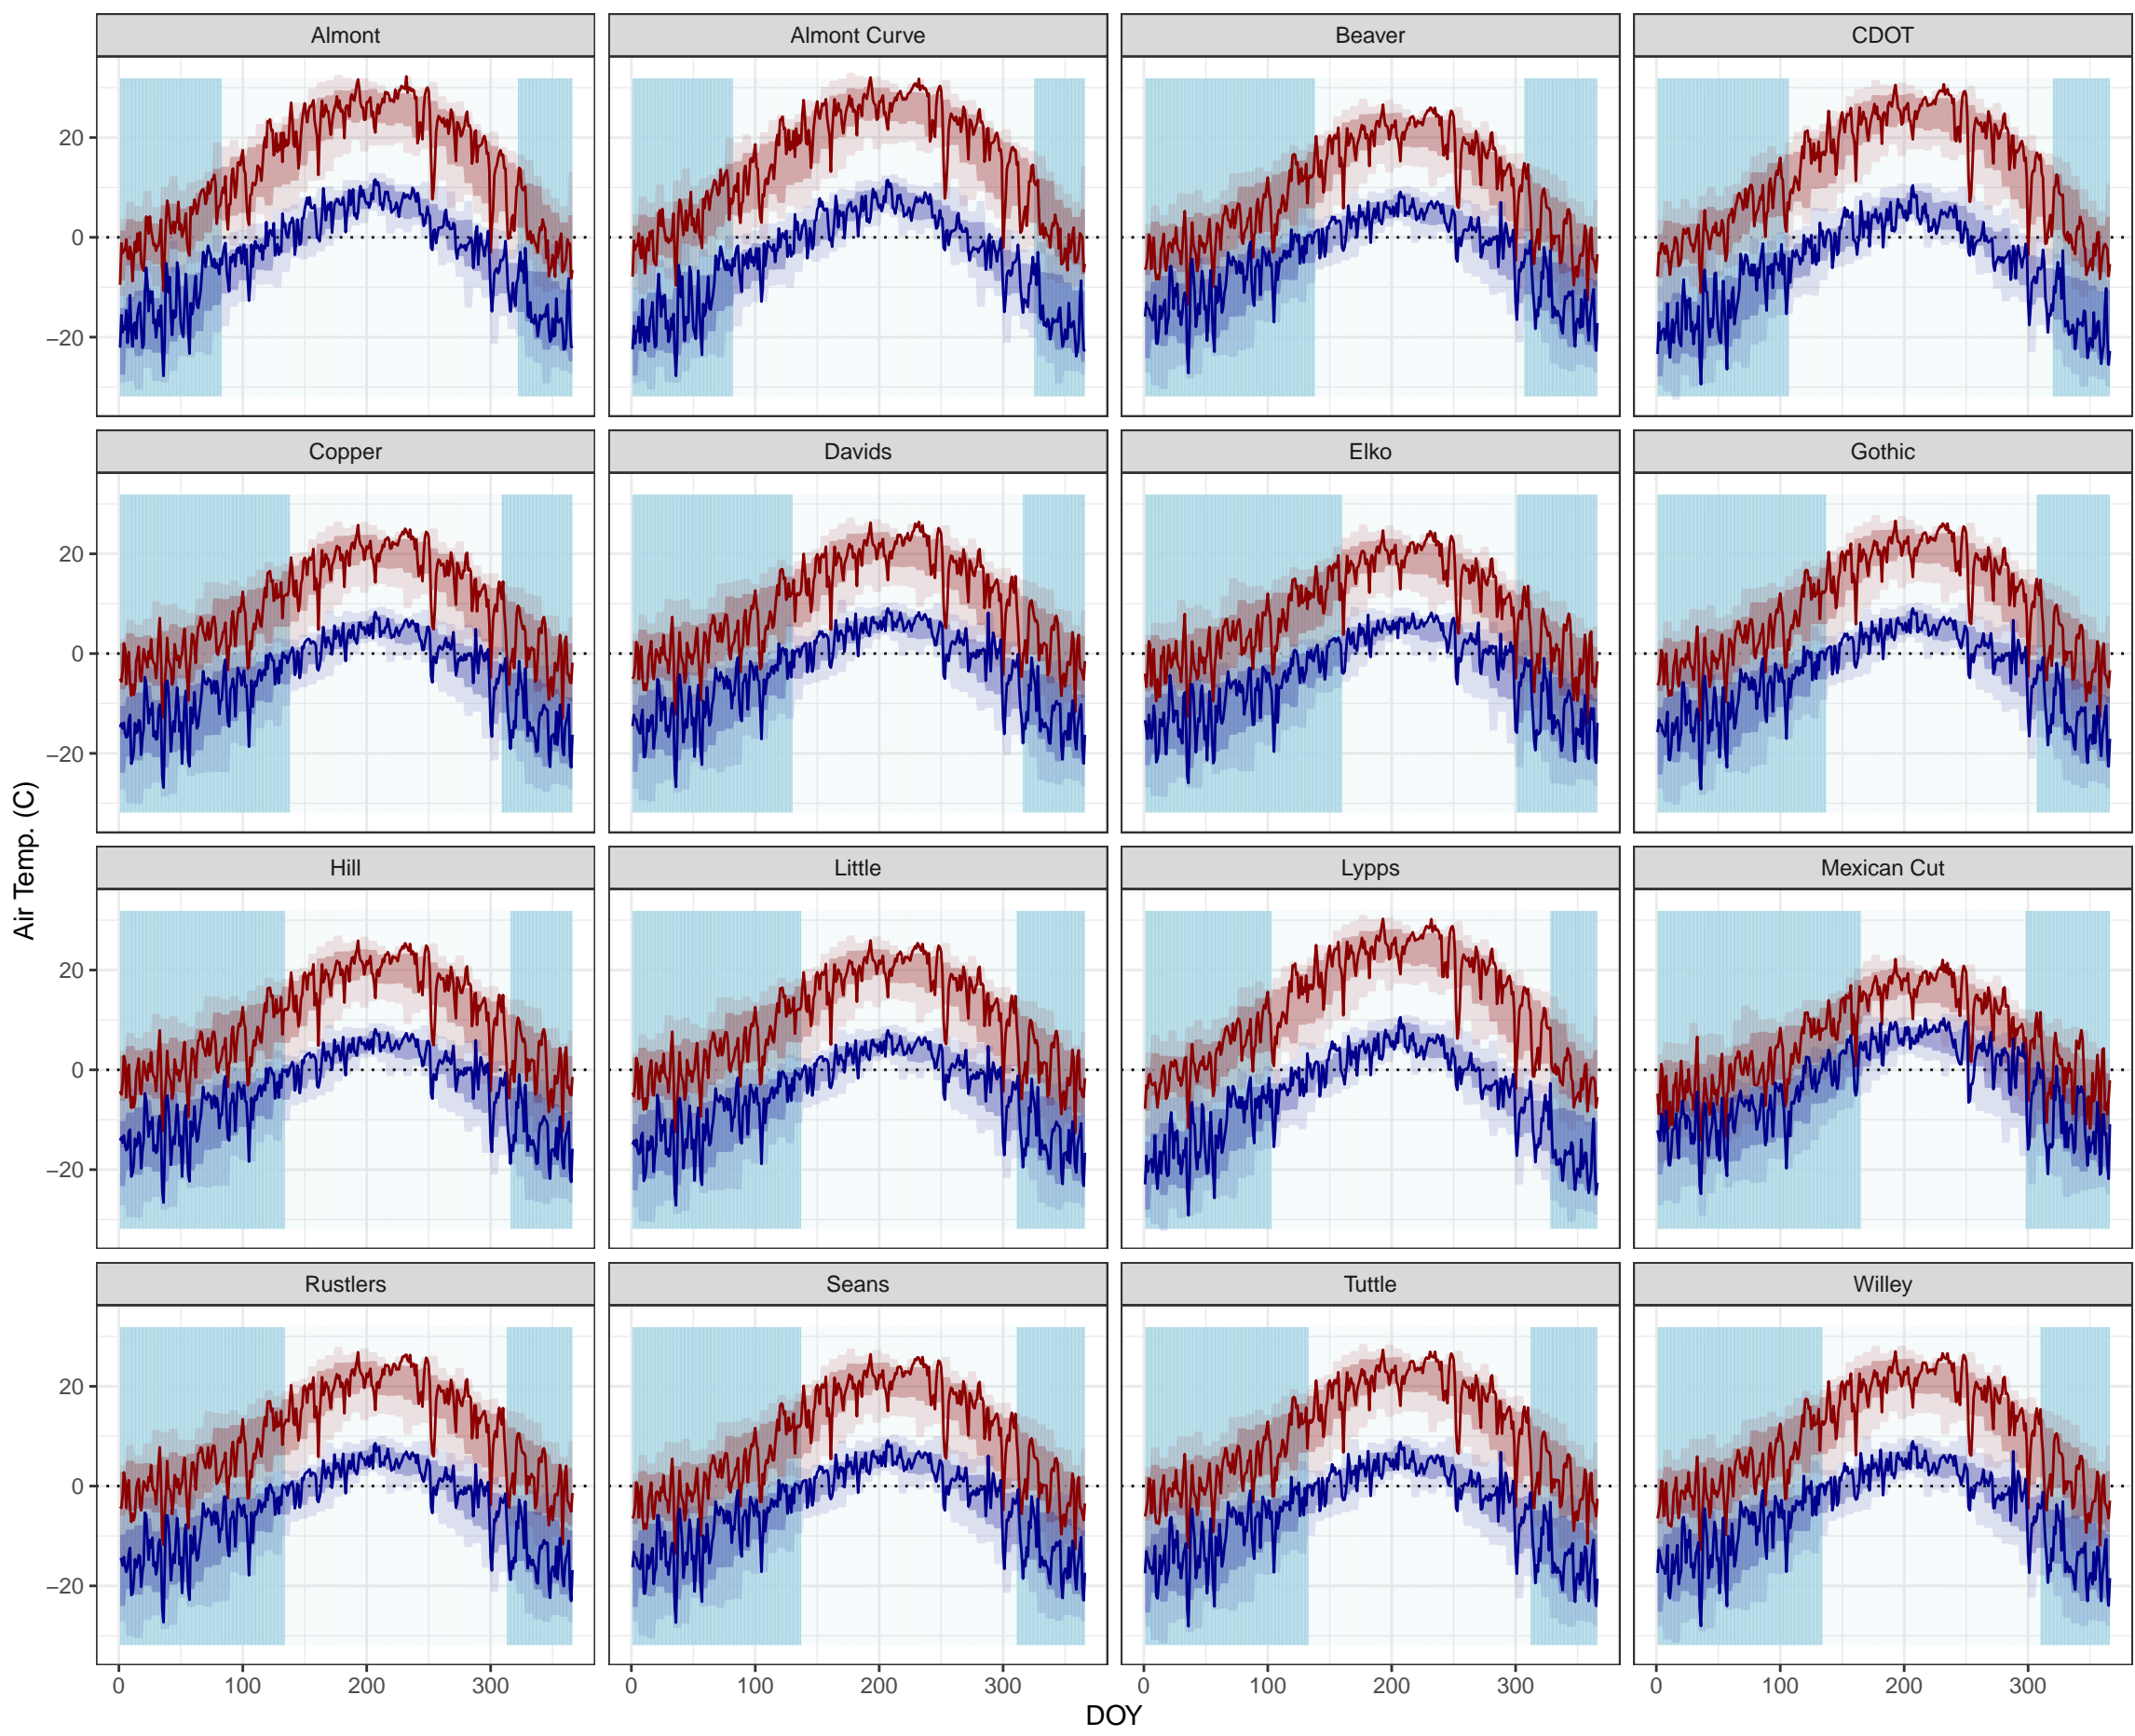 Almont
Almont Curve
Beaver
CDOT
20
0
−20
Copper
Davids
Elko
Gothic
20
0
−20
Hill
Little
Lypps
Mexican Cut
20
0
−20
Rustlers
Seans
Tuttle
Willey
20
0
−20
0 100 200 300
0 100 200 300
0 100 200 300
0 100 200 300
DOY
Air Temp. (C)